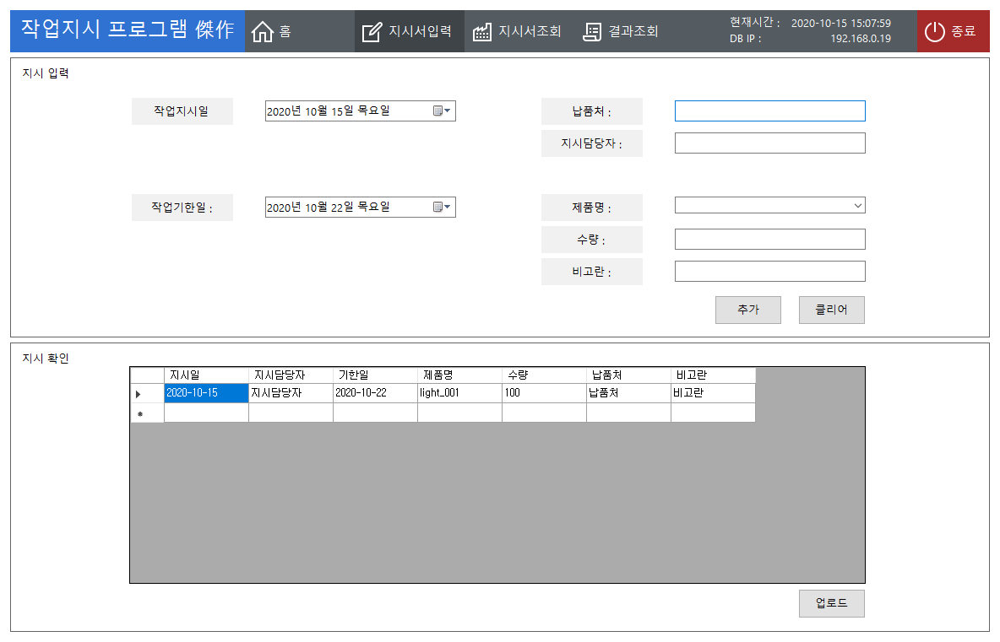 작업지시 프로그램 傑作
홈
지시서입력
지시서조회
결과조회
현재시간 : 2020-10-15 15:07:59
DB IP : 192.168.0.19
종료
지시 입력
작업지시일 2020년 10월 15일 목요일
납품처 :
지시담당자 :
작업기한일 : 2020년 10월 22일 목요일
제품명 :
수량 :
비고란 :
추가 클리어
지시 확인
지시일 지시담당자 기한일 제품명 수량 납품처 비고란
2020-10-15 지시담당자 2020-10-22 light_001 100 납품처 비고란
업로드